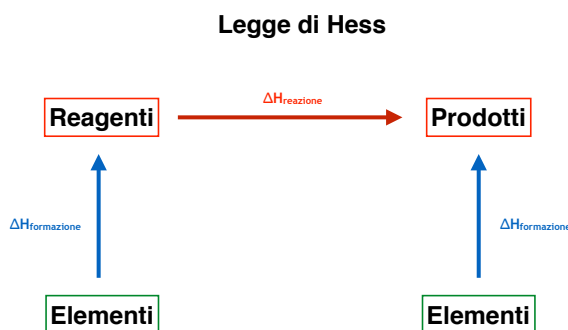 Legge di Hess
ΔHreazione
Reagenti
Prodotti
ΔHformazione
ΔHformazione
Elementi
Elementi